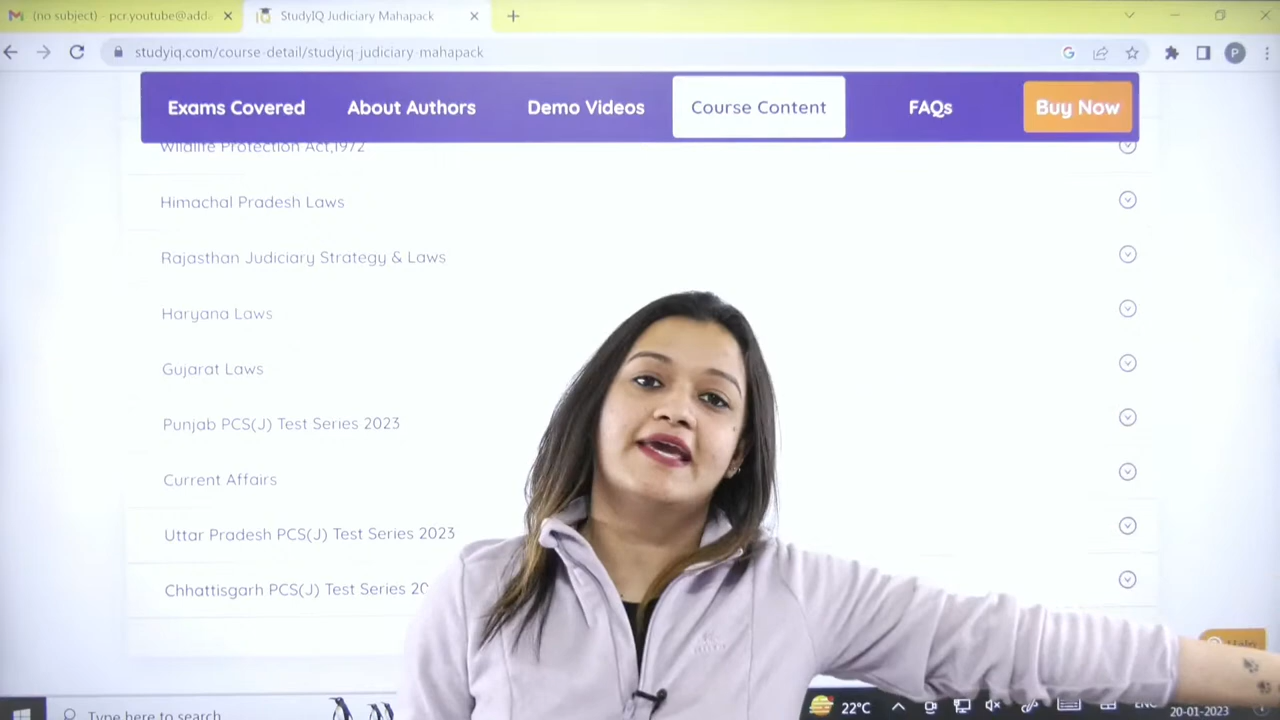 (no subject) - pcr.youtube@add
StudyIQ Judiciary Mahapack
studyiq.com/course-detail/studyiq-judiciary-mahapack
P
Exams Covered
About Authors
Demo Videos
Course Content
FAQs
Buy Now
Wildlife Protection Act,1972
Himachal Pradesh Laws
Rajasthan Judiciary Strategy & Laws
Haryana Laws
Gujarat Laws
Punjab PCS(J) Test Series 2023
Current Affairs
Uttar Pradesh PCS(J) Test Series 2023
Chhattisgarh PCS(J) Test Series 20
Help
Type here to search
22°C
ENG
20-01-2023